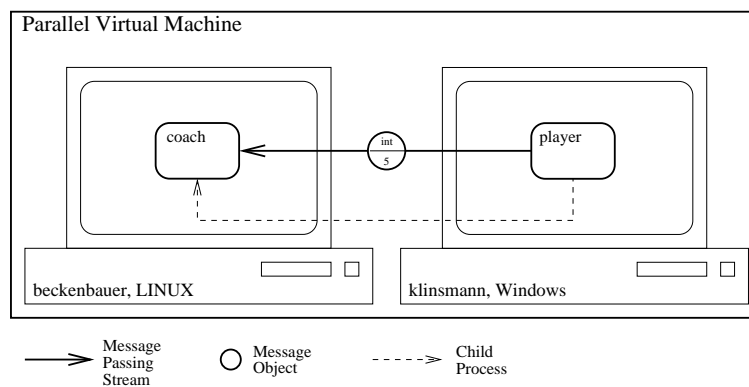 Parallel Virtual Machine
coach
int
5
player
beckenbauer, LINUX
klinsmann, Windows
Message
Passing
Stream
Message
Object
Child
Process